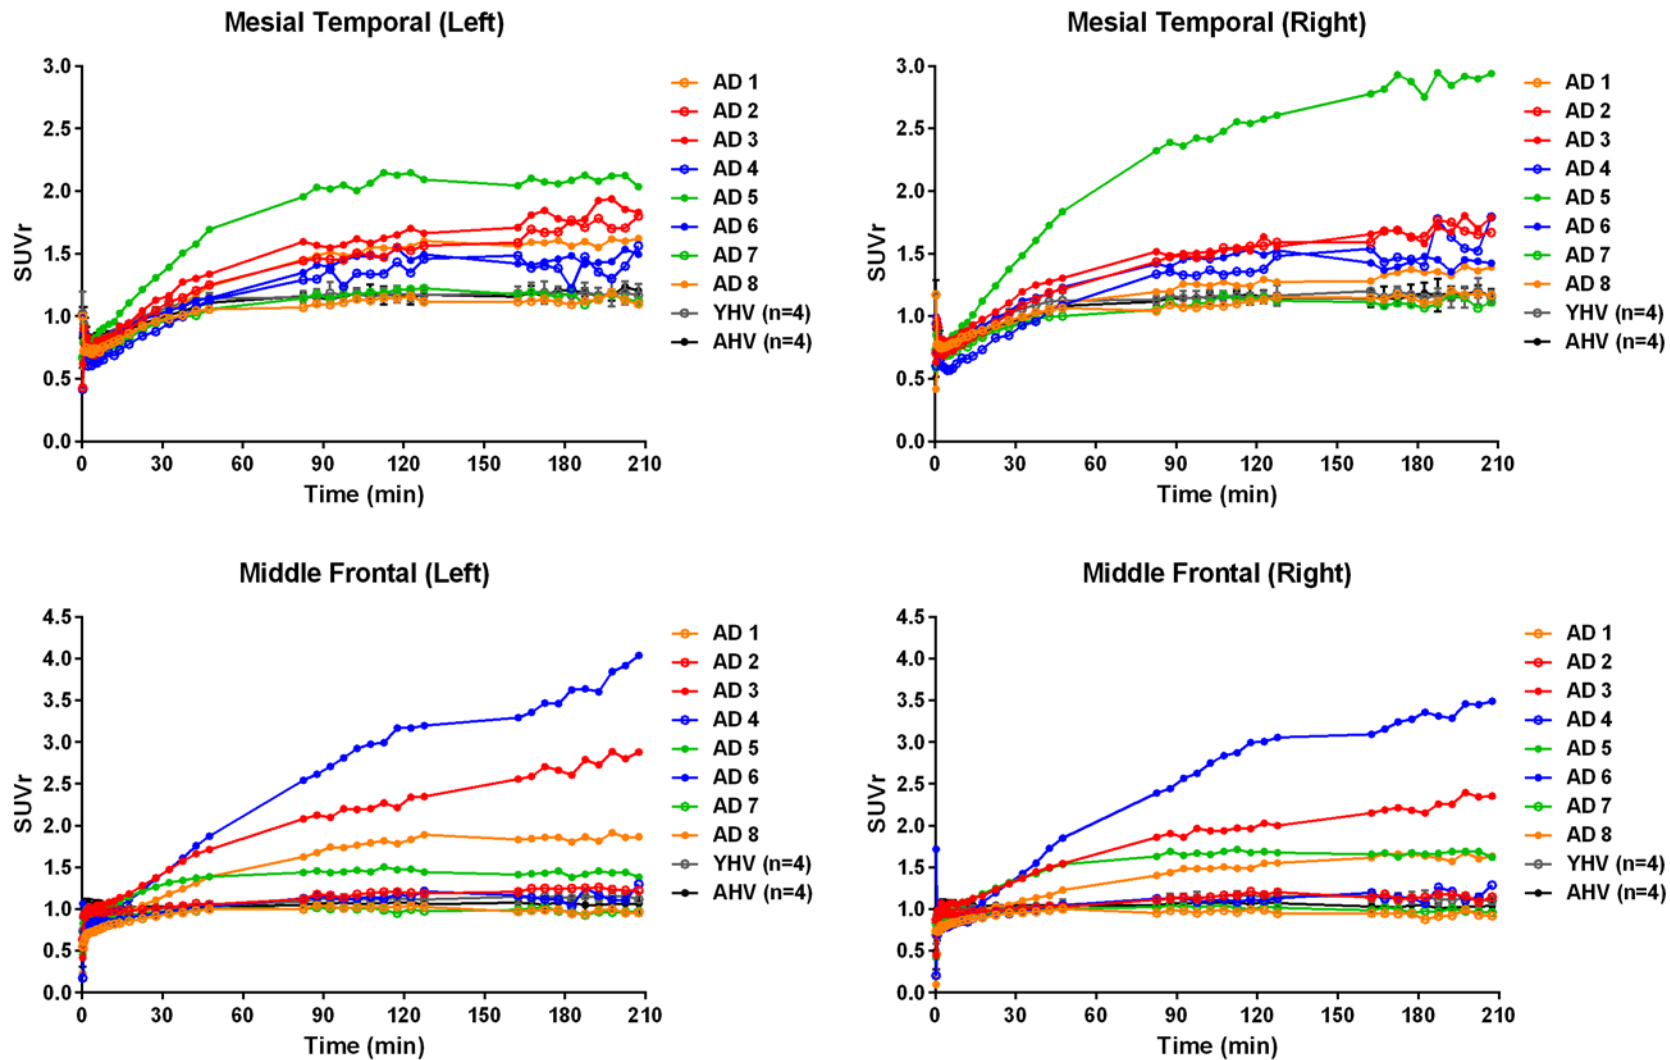 Mesial Temporal (Left)
3.0
2.5
2.0
1.5
1.0
0.5
0.0
SUVr
0 30 60 90 120 150 180 210
Time (min)
AD 1
AD 2
AD 3
AD 4
AD 5
AD 6
AD 7
AD 8
YHV (n=4)
AHV (n=4)
Mesial Temporal (Right)
3.0
2.5
2.0
1.5
1.0
0.5
0.0
SUVr
0 30 60 90 120 150 180 210
Time (min)
AD 1
AD 2
AD 3
AD 4
AD 5
AD 6
AD 7
AD 8
YHV (n=4)
AHV (n=4)
Middle Frontal (Left)
4.5
4.0
3.5
3.0
2.5
2.0
1.5
1.0
0.5
0.0
SUVr
0 30 60 90 120 150 180 210
Time (min)
AD 1
AD 2
AD 3
AD 4
AD 5
AD 6
AD 7
AD 8
YHV (n=4)
AHV (n=4)
Middle Frontal (Right)
4.5
4.0
3.5
3.0
2.5
2.0
1.5
1.0
0.5
0.0
SUVr
0 30 60 90 120 150 180 210
Time (min)
AD 1
AD 2
AD 3
AD 4
AD 5
AD 6
AD 7
AD 8
YHV (n=4)
AHV (n=4)